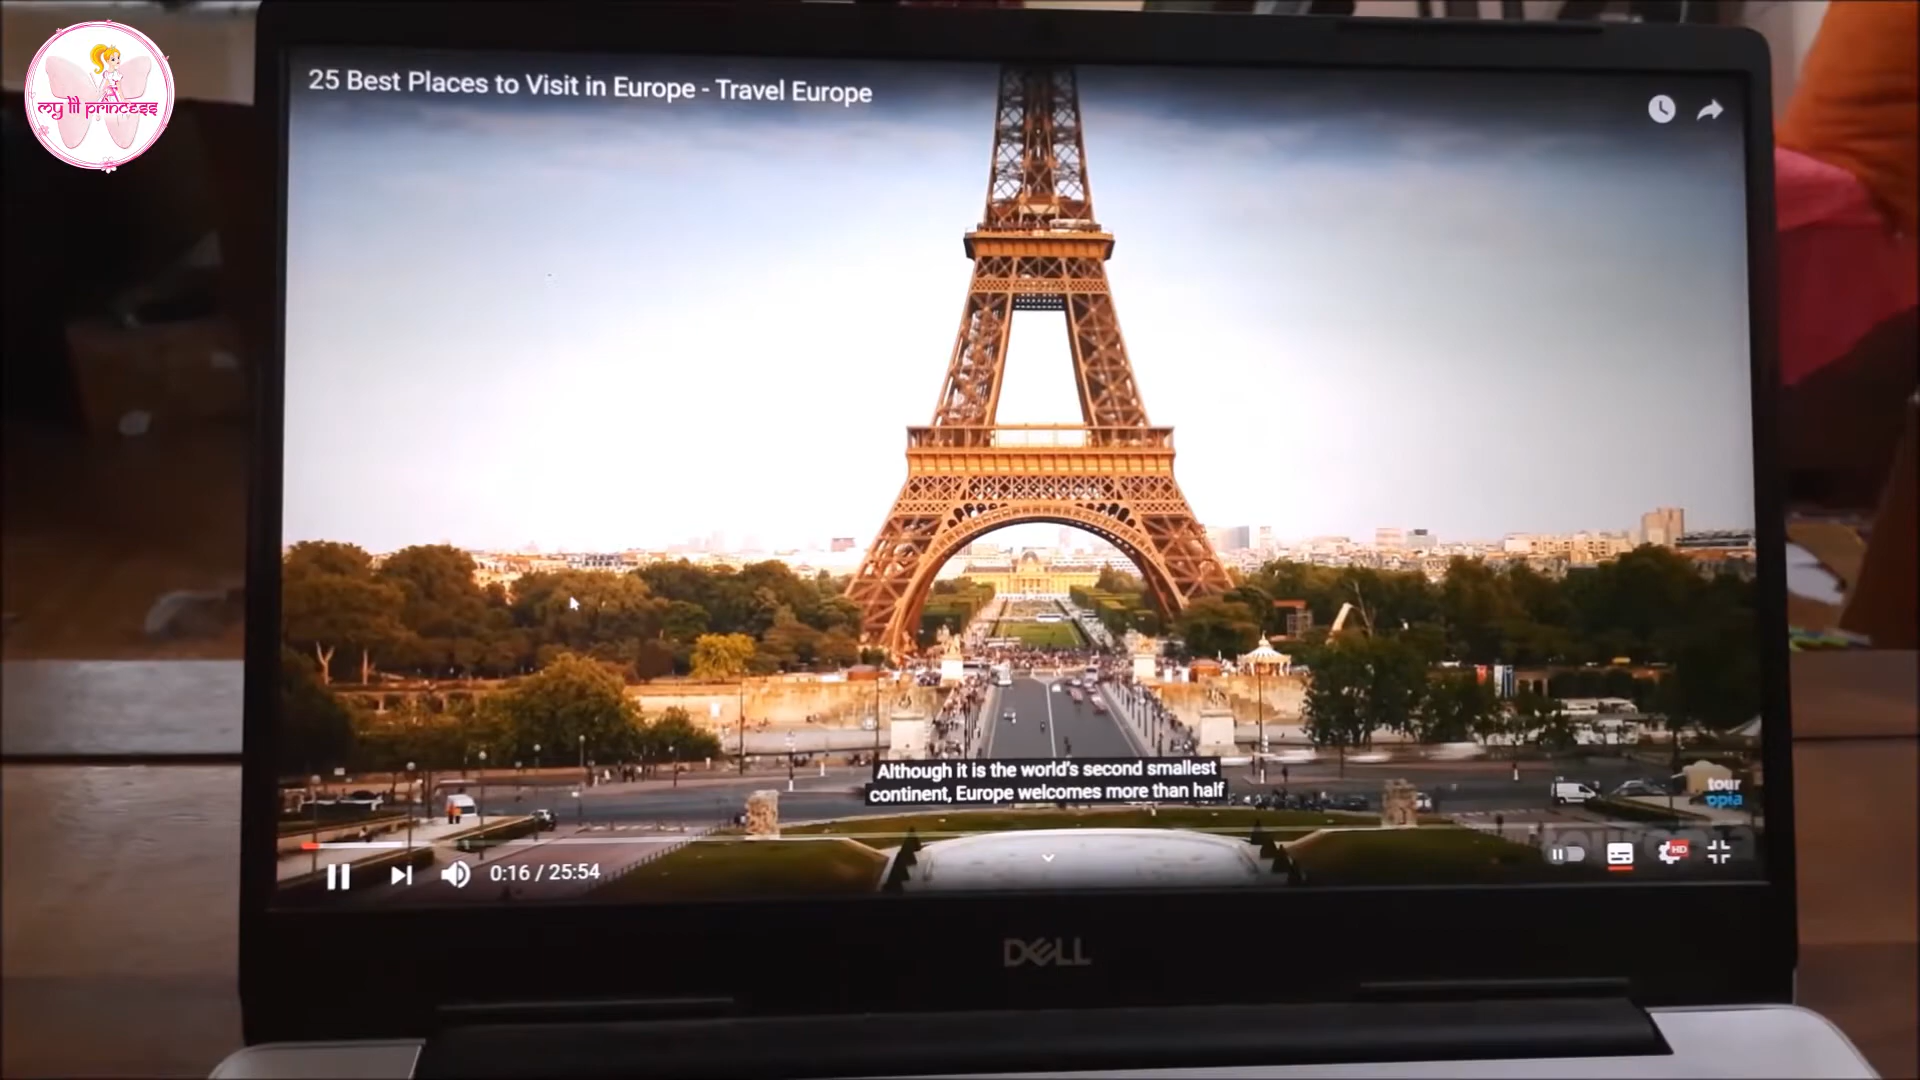 my lil princess
25 Best Places to Visit in Europe - Travel Europe
Although it is the world's second smallest
continent, Europe welcomes more than half
tour
opia
0:16 / 25:54
HD
DELL